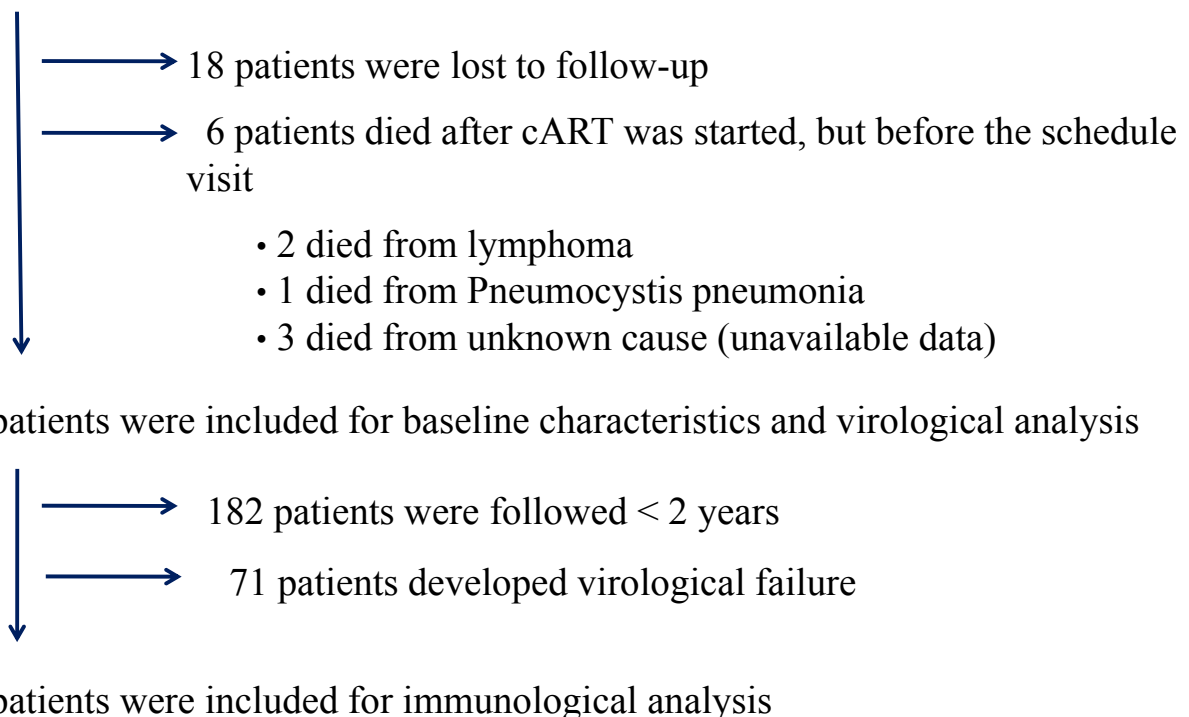 18 patients were lost to follow-up
6 patients died after cART was started, but before the schedule
visit
• 2 died from lymphoma
• 1 died from Pneumocystis pneumonia
• 3 died from unknown cause (unavailable data)
patients were included for baseline characteristics and virological analysis
182 patients were followed < 2 years
71 patients developed virological failure
patients were included for immunological analysis